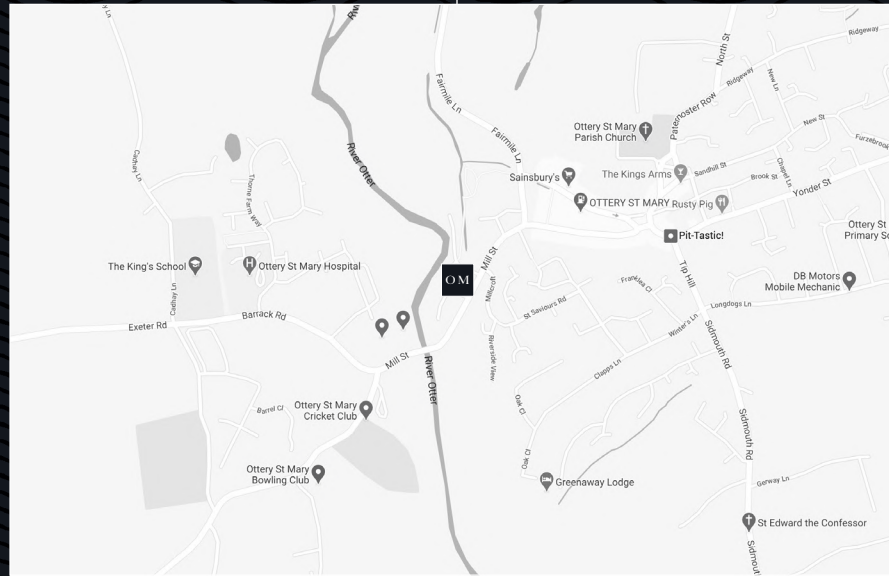 River Otter
Fairmile Ln
Fairmile Ln
North St
Ridgeway
Ridgeway
Paternoster Row
New Ln
New St
Furzebrook
Ottery St Mary
Parish Church
Cadhay Ln
Thorne Farm Way
River Otter
Sainsbury's
The Kings Arms
Sandhill St
Chapel Ln
Brook St
Yonder St
OTTERY ST MARY
Rusty Pig
Ottery St
Primary Sc
Pit-Tastic!
The King's School
Ottery St Mary Hospital
OM
Mill St
Tip Hill
DB Motors
Mobile Mechanic
Cadhay Ln
Millcroft
Franklea Cl
St Saviours Rd
Longdogs Ln
Winter's Ln
Exeter Rd
Barrack Rd
Sidmouth Rd
Mill St
Riverside View
Clapps Ln
River Otter
Ottery St Mary
Cricket Club
Barrel Cl
Oak Cl
Sidmouth Rd
Ottery St Mary
Bowling Club
Oak Cl
Greenaway Lodge
Gerway Ln
St Edward the Confessor
Sidmout